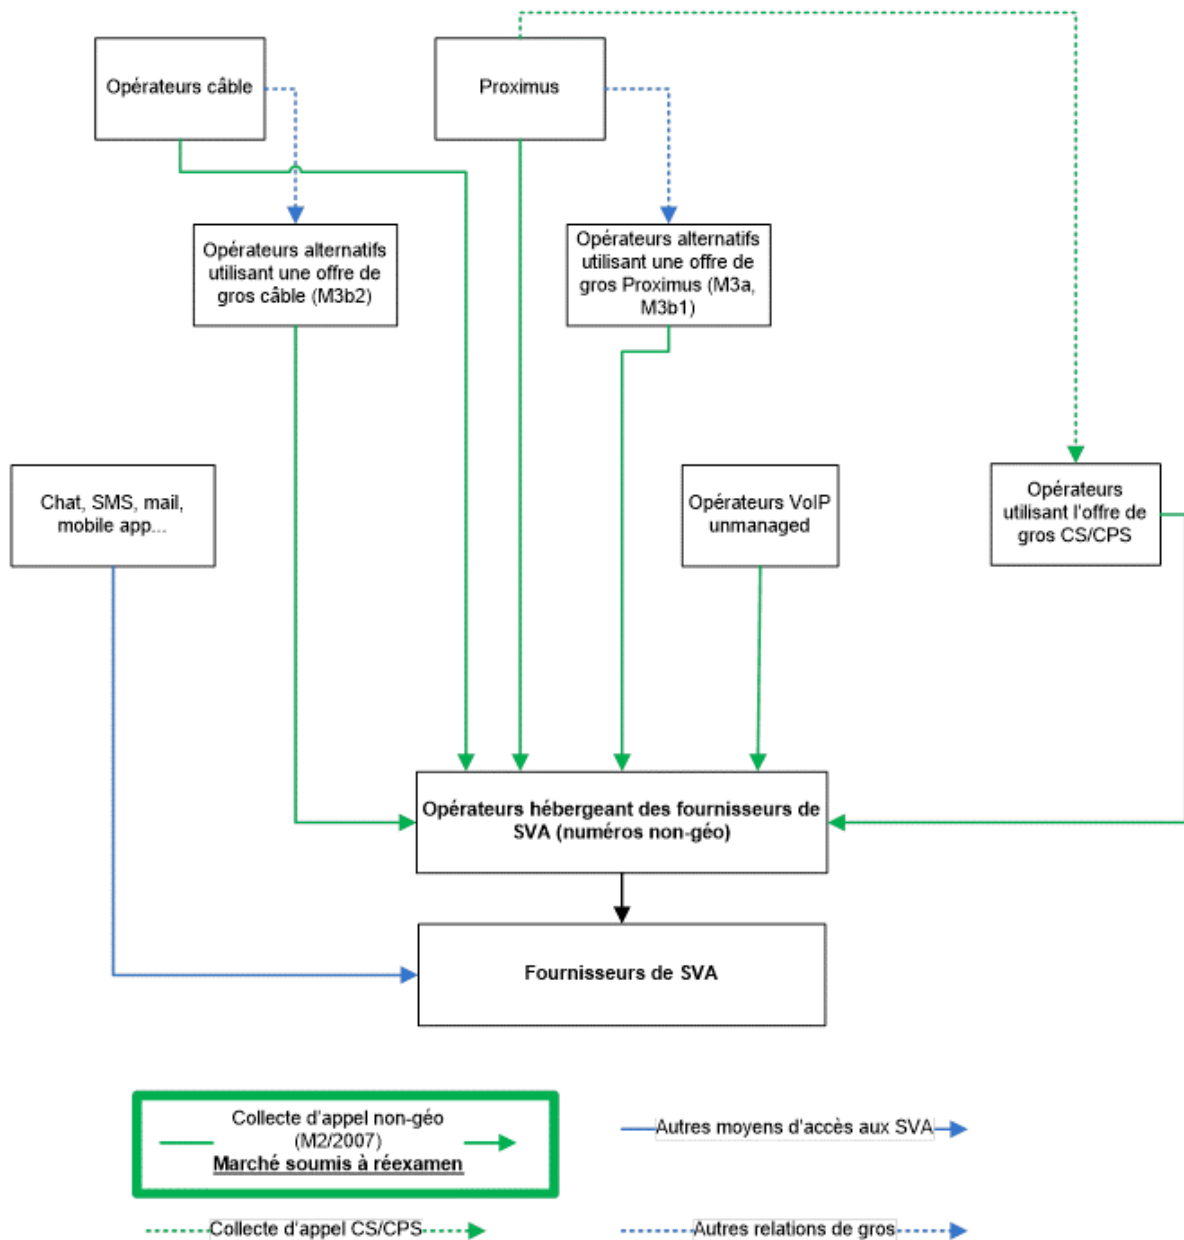 Opérateurs câble
Proximus
Opérateurs alternatifs
utilisant une offre de
gros câble (M3b2)
Opérateurs alternatifs
utilisant une offre de
gros Proximus (M3a,
M3b1)
Chat, SMS, mail,
mobile app...
Opérateurs VoIP
unmanaged
Opérateurs
utilisant l'offre de
gros CS/CPS
Opérateurs hébergeant des fournisseurs de
SVA (numéros non-géo)
Fournisseurs de SVA
Collecte d'appel non-géo
(M2/2007)
Marché soumis à réexamen
Autres moyens d'accès aux SVA
Collecte d'appel CS/CPS
Autres relations de gros